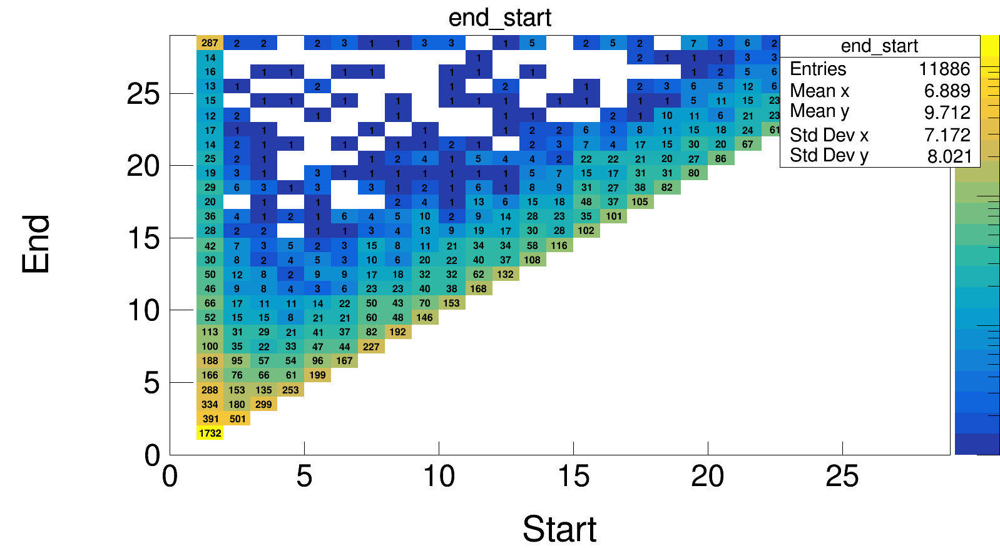 end_start
287 2 2 2 3 1 1 3 3 1 5 2 5 2 7 3 6 2
end_start
14 1 2 1 1 1 3 3
Entries 11886
16 1 1 1 1 1 1 1 1 2 5 6
13 1 2 1 2 1 2 3 6 5 12 6
Mean x 6.889
25
15 1 1 1 1 1 1 1 1 1 1 1 5 11 15 23
Mean y 9.712
12 2 1 1 1 1 2 1 10 11 6 21 23
17 1 1 1 1 1 2 2 6 3 8 11 15 18 24 61
Std Dev x 7.172
14 2 1 1 1 1 2 1 2 3 7 4 17 15 30 20 67
Std Dev y 8.021
25 2 1 1 2 4 1 5 4 4 2 22 22 21 20 27 86
20
19 3 1 3 1 1 1 1 1 1 1 5 7 15 17 31 31 80
29 6 3 1 3 3 1 2 1 6 1 8 9 31 27 38 82
20 1 1 2 4 1 13 6 15 18 48 37 105
36 4 1 2 1 6 4 5 10 2 9 14 28 23 35 101
28 2 2 1 1 3 4 13 9 19 17 30 28 102
15
42 7 3 5 2 3 15 8 11 21 34 34 58 116
30 8 2 4 5 3 10 6 20 22 40 37 108
End
50 12 8 2 9 9 17 18 32 32 62 132
46 9 8 4 3 6 23 23 40 38 168
66 17 11 11 14 22 50 43 70 153
10
52 15 15 8 21 21 60 48 146
113 31 29 21 41 37 82 192
100 35 22 33 47 44 227
188 95 57 54 96 167
166 76 66 61 199
5
288 153 135 253
334 180 299
391 501
1732
0
0 5 10 15 20 25
Start